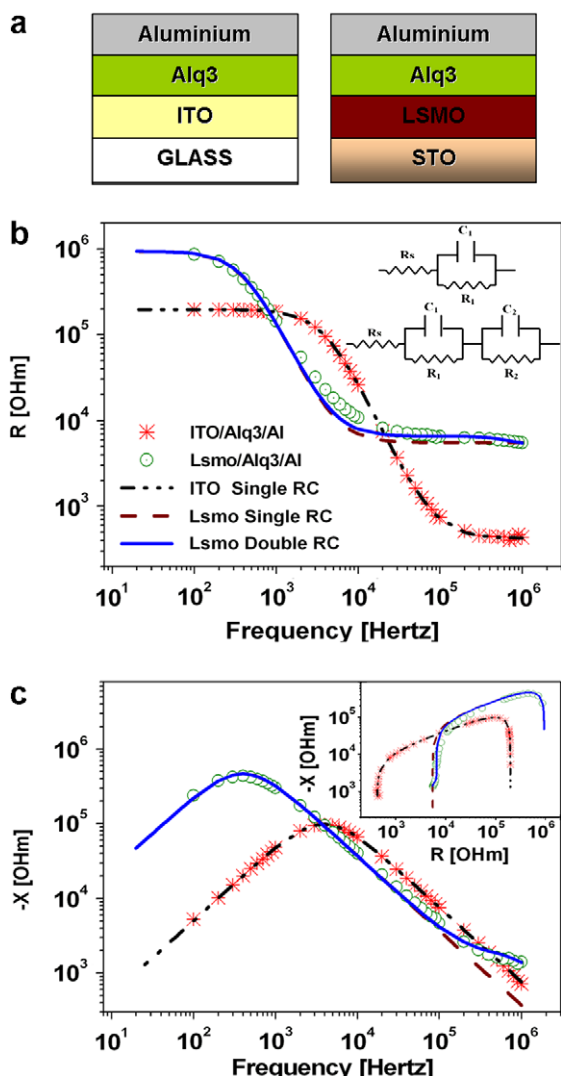 a
Aluminium
Alq3
ITO
GLASS
Aluminium
Alq3
LSMO
STO
b
10⁶
10⁵
10⁴
10³
R [OHm]
C₁
Rs
R₁
C₁
C₂
Rs
R₁
R₂
ITO/Alq3/Al
Lsmo/Alq3/Al
ITO Single RC
Lsmo Single RC
Lsmo Double RC
10¹ 10² 10³ 10⁴ 10⁵ 10⁶
Frequency [Hertz]
c
10⁶
10⁵
10⁴
10³
-X [OHm]
10⁵
10⁴
10³
-X [OHm]
10³ 10⁴ 10⁵ 10⁶
R [OHm]
10¹ 10² 10³ 10⁴ 10⁵ 10⁶
Frequency [Hertz]